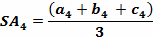 SA₄ = (a₄ + b₄ + c₄) / 3